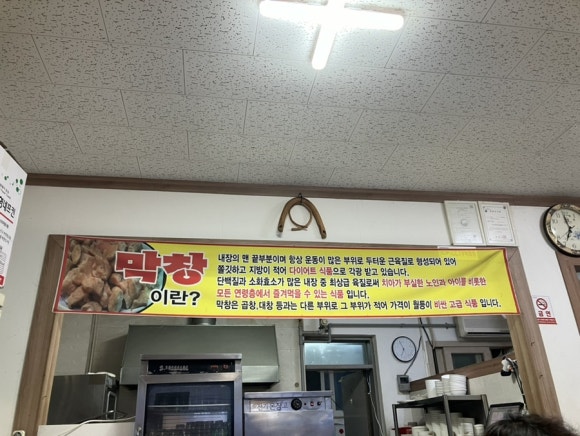 막창
이란?
내장의 맨 끝부분이며 항상 운동이 많은 부위로 두터운 근육질로 형성되어 있어
쫄깃하고 지방이 적어 다이어트 식품으로 각광 받고 있습니다.
단백질과 소화효소가 많은 내장 중 최상급 육질로써 치아가 부실한 노인과 아이를 비롯한
모든 연령층에서 즐겨먹을 수 있는 식품 입니다.
막창은 곱창,대창 등과는 다른 부위로 그 부위가 적어 가격이 월등이 비싼 고급 식품 입니다.
금연